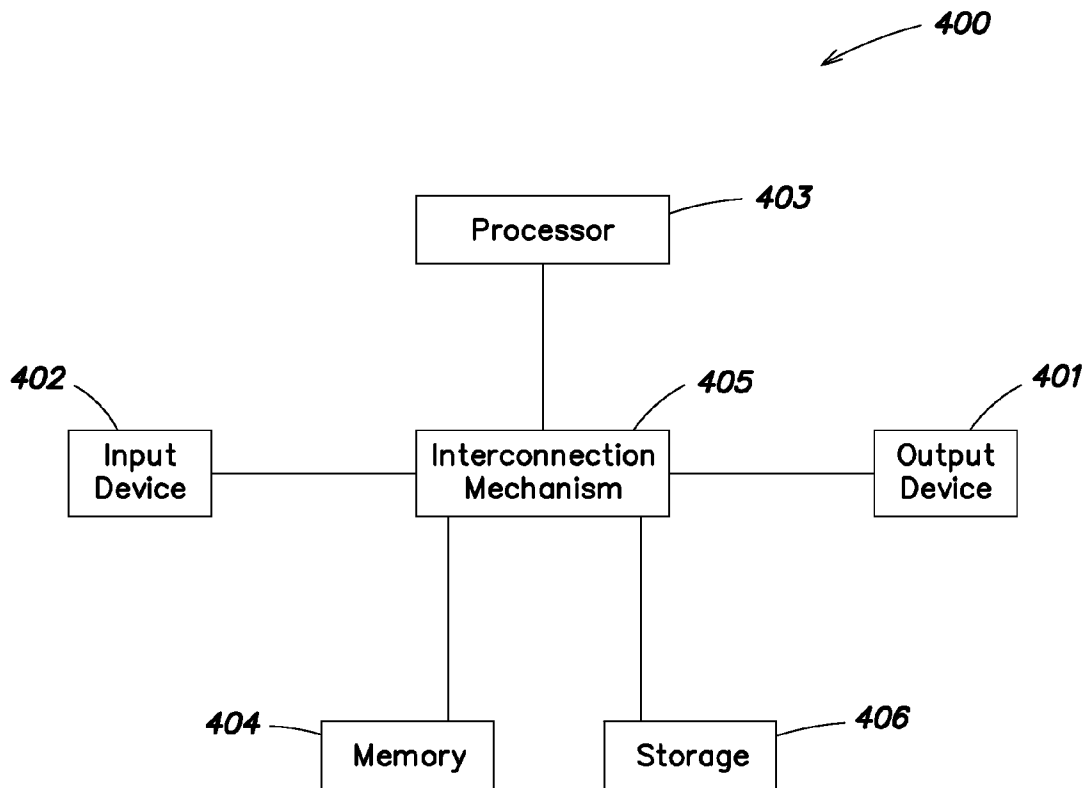 400
403
Processor
402
405
401
Input
Device
Interconnection
Mechanism
Output
Device
404
Memory
406
Storage